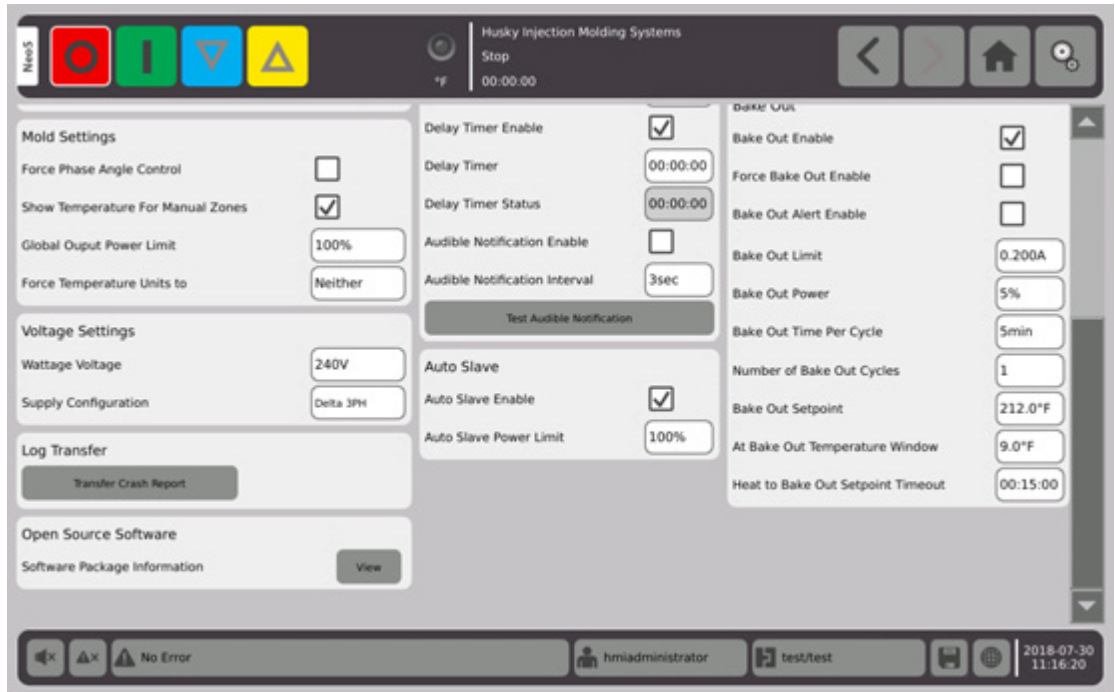 Neo5
Husky Injection Molding Systems
Stop
°F
00:00:00
Mold Settings
Force Phase Angle Control
Show Temperature For Manual Zones
Global Ouput Power Limit
100%
Force Temperature Units to
Neither
Voltage Settings
Wattage Voltage
240V
Supply Configuration
Delta 3PH
Log Transfer
Transfer Crash Report
Open Source Software
Software Package Information
View
Delay Timer Enable
Delay Timer
00:00:00
Delay Timer Status
00:00:00
Audible Notification Enable
Audible Notification Interval
3sec
Test Audible Notification
Auto Slave
Auto Slave Enable
Auto Slave Power Limit
100%
Bake Out
Bake Out Enable
Force Bake Out Enable
Bake Out Alert Enable
Bake Out Limit
0.200A
Bake Out Power
5%
Bake Out Time Per Cycle
5min
Number of Bake Out Cycles
1
Bake Out Setpoint
212.0°F
At Bake Out Temperature Window
9.0°F
Heat to Bake Out Setpoint Timeout
00:15:00
No Error
hmiadministrator
test/test
2018-07-30
11:16:20